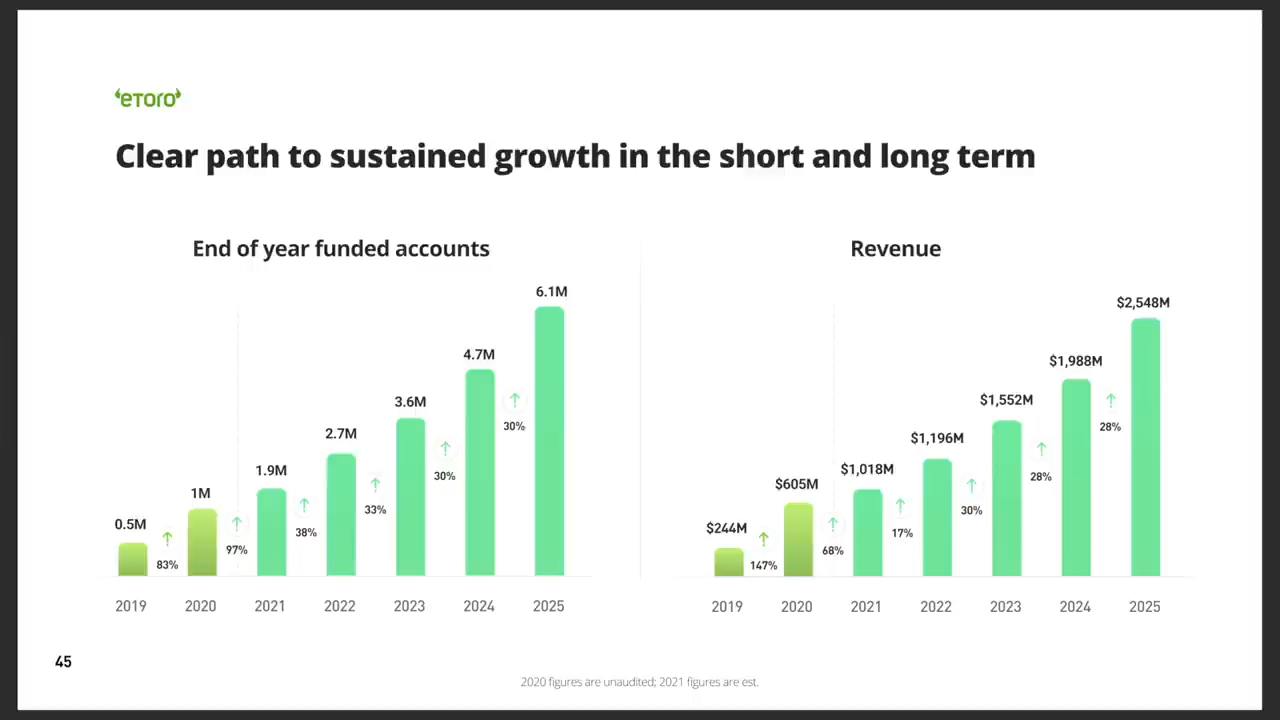 eToro
Clear path to sustained growth in the short and long term
End of year funded accounts
0.5M
1M
1.9M
2.7M
3.6M
4.7M
6.1M
83%
97%
38%
33%
30%
30%
2019 2020 2021 2022 2023 2024 2025
Revenue
$244M
$605M
$1,018M
$1,196M
$1,552M
$1,988M
$2,548M
147%
68%
17%
30%
28%
28%
2019 2020 2021 2022 2023 2024 2025
45
2020 figures are unaudited; 2021 figures are est.